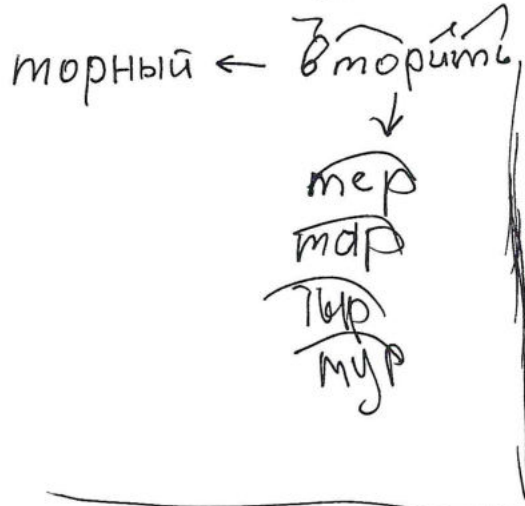 торный ← вторить
↓
тер
тар
тыр
тур